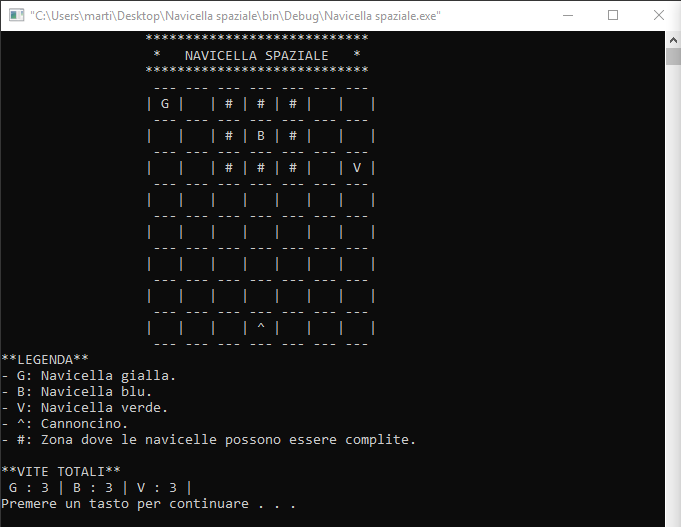 "C:\Users\marti\Desktop\Navicella spaziale\bin\Debug\Navicella spaziale.exe"
****************************
*   NAVICELLA SPAZIALE   *
****************************
--- --- --- --- --- --- ---
| G |   | # | # | # |   |   |
--- --- --- --- --- --- ---
|   |   | # | B | # |   |   |
--- --- --- --- --- --- ---
|   |   | # | # | # |   | V |
--- --- --- --- --- --- ---
|   |   |   |   |   |   |   |
--- --- --- --- --- --- ---
|   |   |   |   |   |   |   |
--- --- --- --- --- --- ---
|   |   |   |   |   |   |   |
--- --- --- --- --- --- ---
|   |   |   |   |   |   |   |
--- --- --- --- --- --- ---
|   |   |   | ^ |   |   |   |
--- --- --- --- --- --- ---
**LEGENDA**
- G: Navicella gialla.
- B: Navicella blu.
- V: Navicella verde.
- ^: Cannoncino.
- #: Zona dove le navicelle possono essere complite.
**VITE TOTALI**
G : 3 | B : 3 | V : 3 |
Premere un tasto per continuare . . .